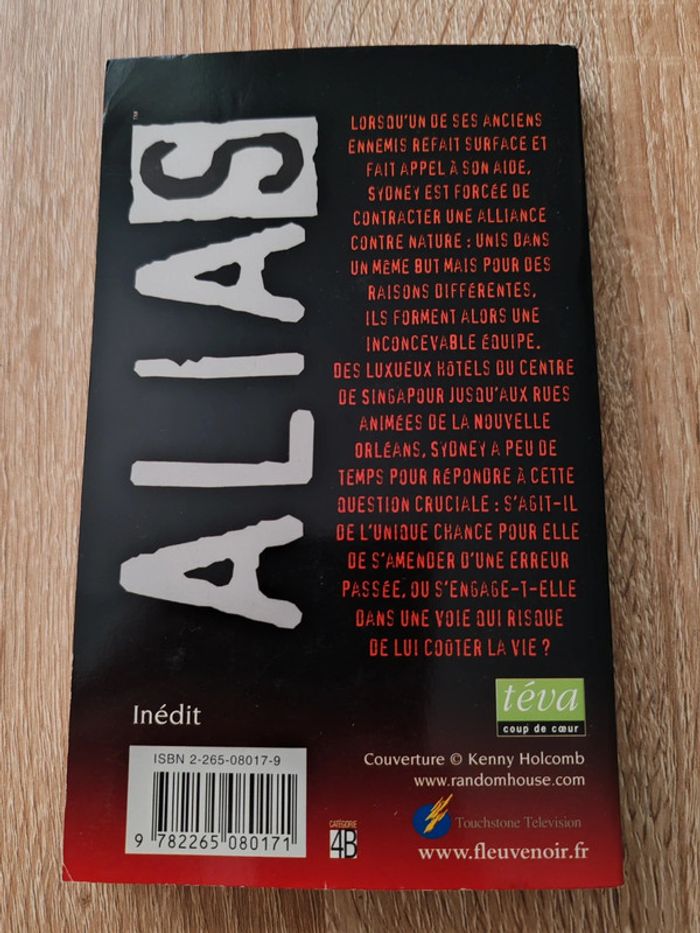 ALIAS
™
LORSQU'UN DE SES ANCIENS
ENNEMIS REFAIT SURFACE ET
FAIT APPEL À SON AIDE,
SYDNEY EST FORCÉE DE
CONTRACTER UNE ALLIANCE
CONTRE NATURE : UNIS DANS
UN MÊME BUT MAIS POUR DES
RAISONS DIFFÉRENTES,
ILS FORMENT ALORS UNE
INCONCEVABLE ÉQUIPE.
DES LUXUEUX HÔTELS DU CENTRE
DE SINGAPOUR JUSQU'AUX RUES
ANIMÉES DE LA NOUVELLE
ORLÉANS, SYDNEY A PEU DE
TEMPS POUR RÉPONDRE À CETTE
QUESTION CRUCIALE : S'AGIT-IL
DE L'UNIQUE CHANCE POUR ELLE
DE S'AMENDER D'UNE ERREUR
PASSÉE, OU S'ENGAGE-T-ELLE
DANS UNE VOIE QUI RISQUE
DE LUI COÛTER LA VIE ?
téva
coup de cœur
Inédit
ISBN 2-265-08017-9
9 782265 080171
CATÉGORIE
4B
Couverture © Kenny Holcomb
www.randomhouse.com
Touchstone Television
www.fleuvenoir.fr